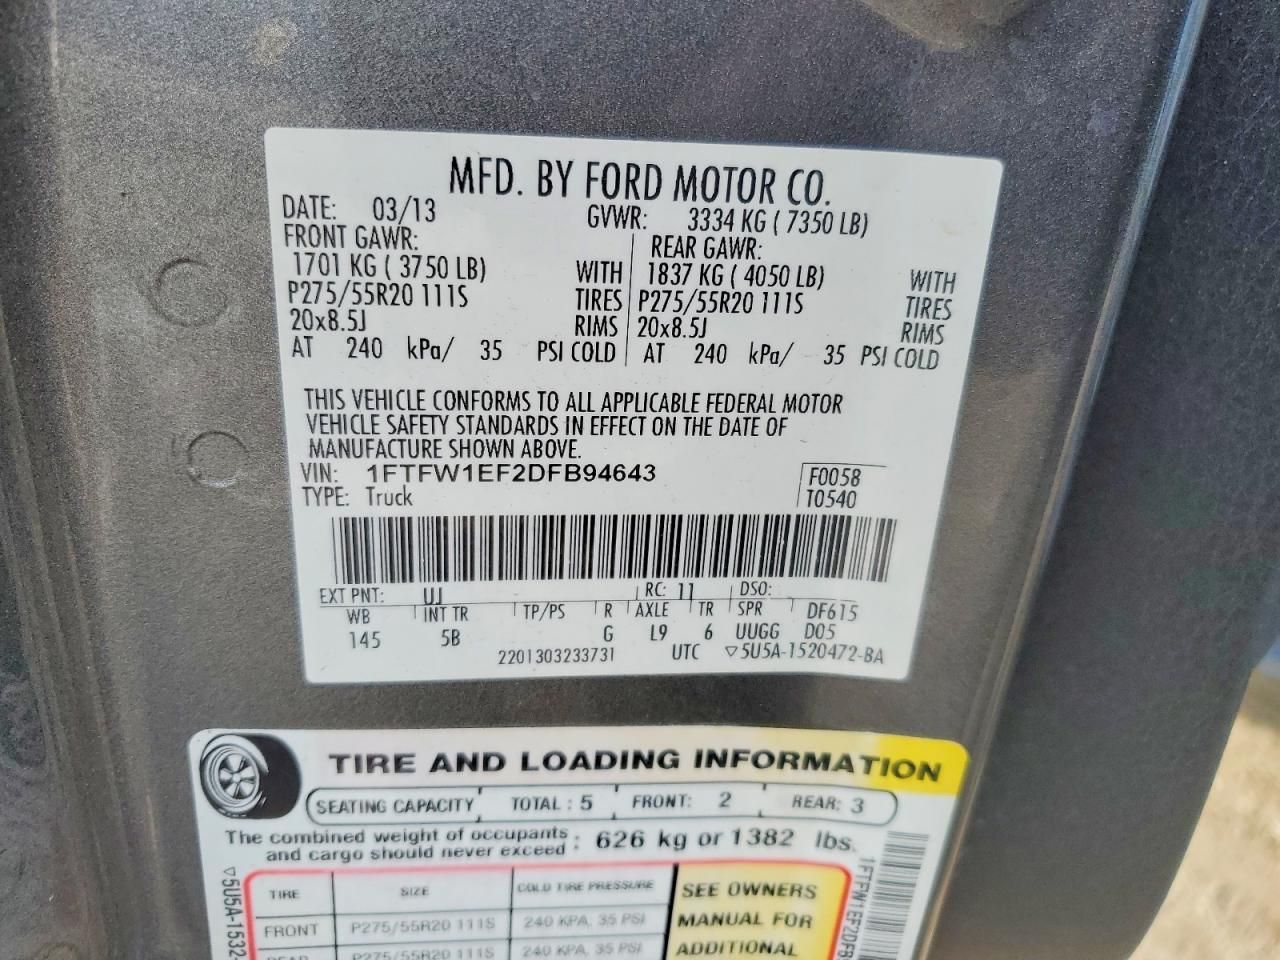 MFD. BY FORD MOTOR CO.
DATE: 03/13 GVWR: 3334 KG ( 7350 LB)
FRONT GAWR: REAR GAWR:
1701 KG ( 3750 LB) WITH 1837 KG ( 4050 LB) WITH
P275/55R20 111S TIRES P275/55R20 111S TIRES
20x8.5J RIMS 20x8.5J RIMS
AT 240 kPa/ 35 PSI COLD AT 240 kPa/ 35 PSI COLD
THIS VEHICLE CONFORMS TO ALL APPLICABLE FEDERAL MOTOR
VEHICLE SAFETY STANDARDS IN EFFECT ON THE DATE OF
MANUFACTURE SHOWN ABOVE.
VIN: 1FTFW1EF2DFB94643 F0058
TYPE: Truck T0540
EXT PNT: UJ RC: 11 DSO:
WB INT TR TP/PS R AXLE TR SPR DF615
145 5B G L9 6 UUGG D05
2201303233731 UTC ▽5U5A-1520472-BA
TIRE AND LOADING INFORMATION
SEATING CAPACITY TOTAL : 5 FRONT: 2 REAR: 3
The combined weight of occupants : 626 kg or 1382 lbs.
and cargo should never exceed
TIRE SIZE COLD TIRE PRESSURE SEE OWNERS
FRONT P275/55R20 111S 240 KPA, 35 PSI MANUAL FOR
REAR P275/55R20 111S 240 KPA, 35 PSI ADDITIONAL
▽5U5A-1532-
1FTFW1EF2DFB